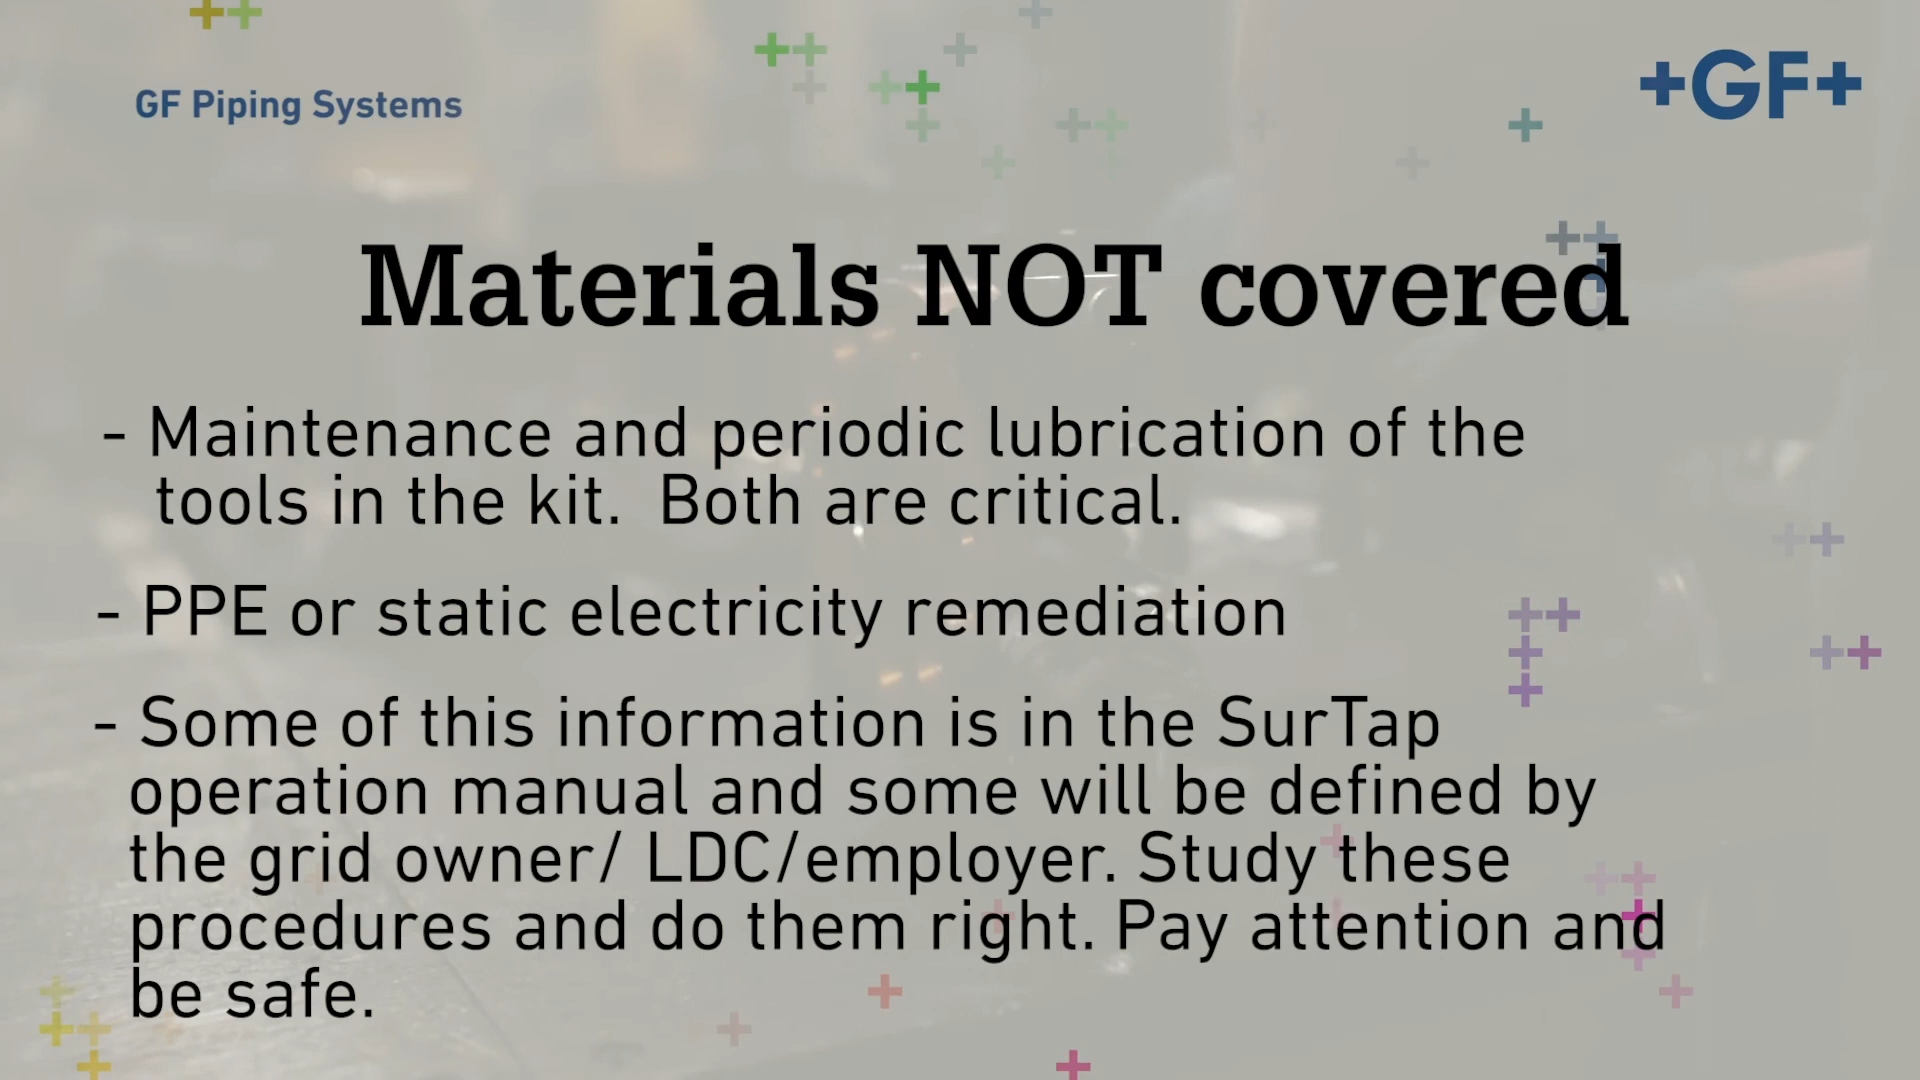 GF Piping Systems
+GF+
Materials NOT covered
- Maintenance and periodic lubrication of the
tools in the kit.  Both are critical.
- PPE or static electricity remediation
- Some of this information is in the SurTap
operation manual and some will be defined by
the grid owner/ LDC/employer. Study these
procedures and do them right. Pay attention and
be safe.